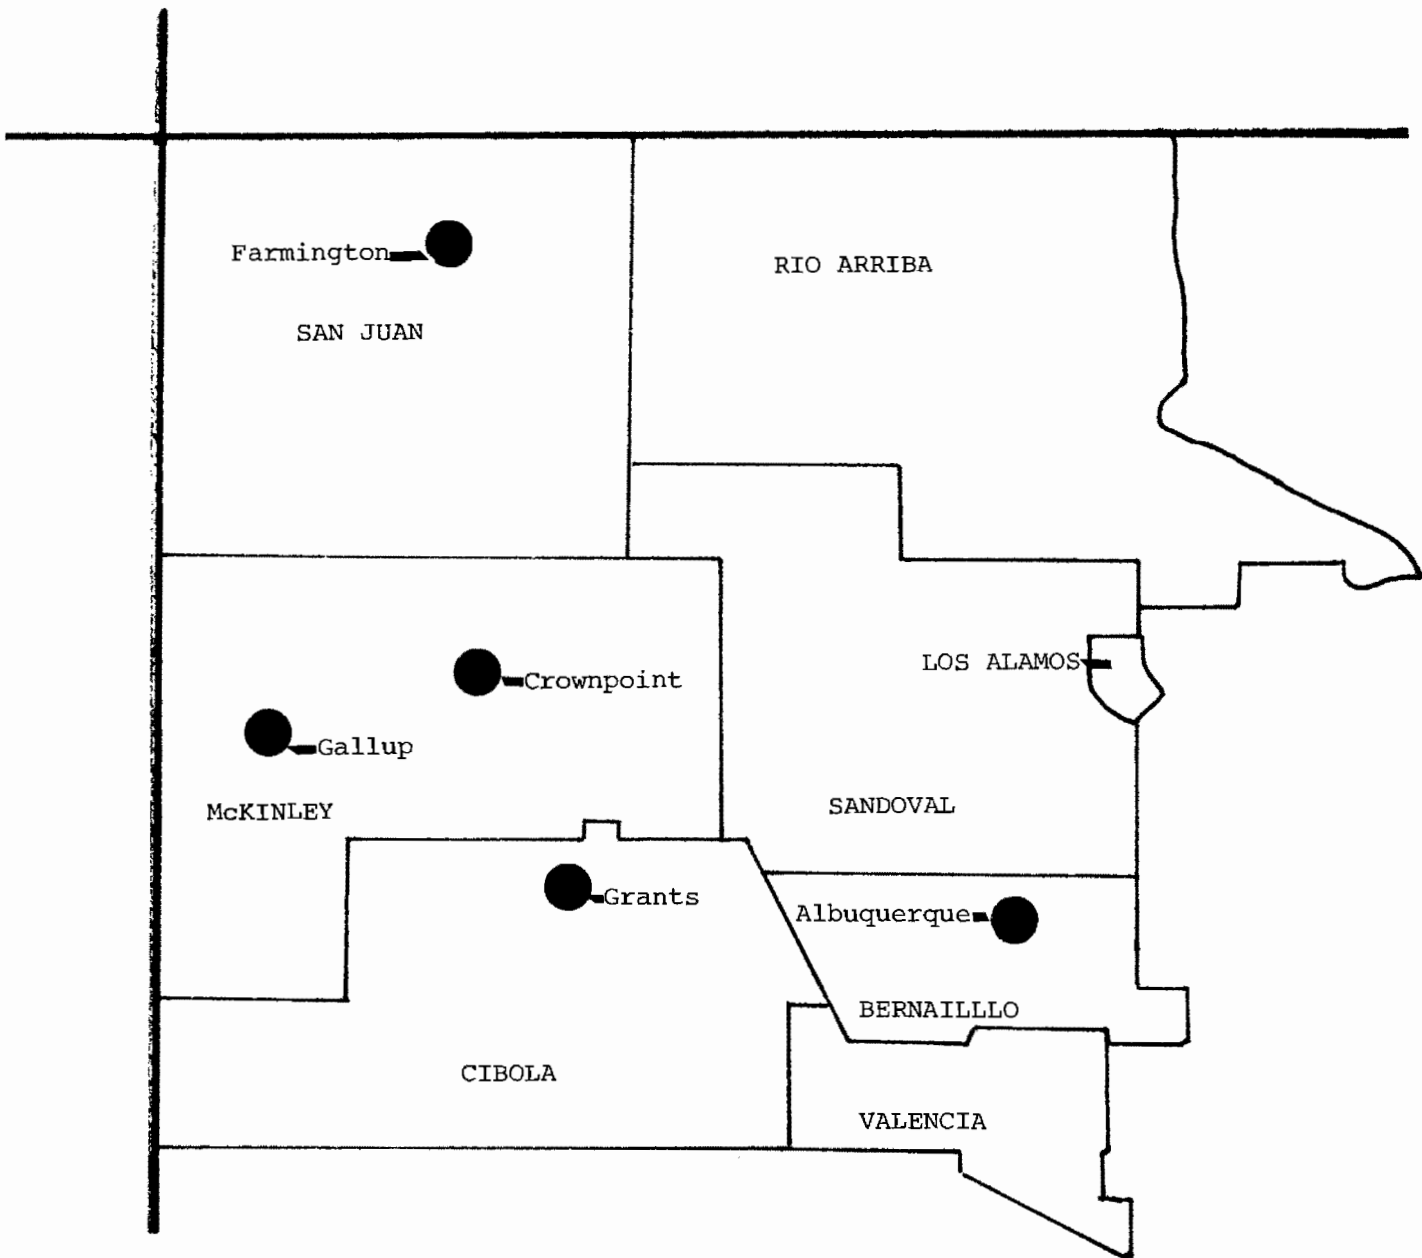 Farmington
RIO ARRIBA
SAN JUAN
LOS ALAMOS
Crownpoint
Gallup
McKINLEY
SANDOVAL
Grants
Albuquerque
BERNAILLLO
CIBOLA
VALENCIA